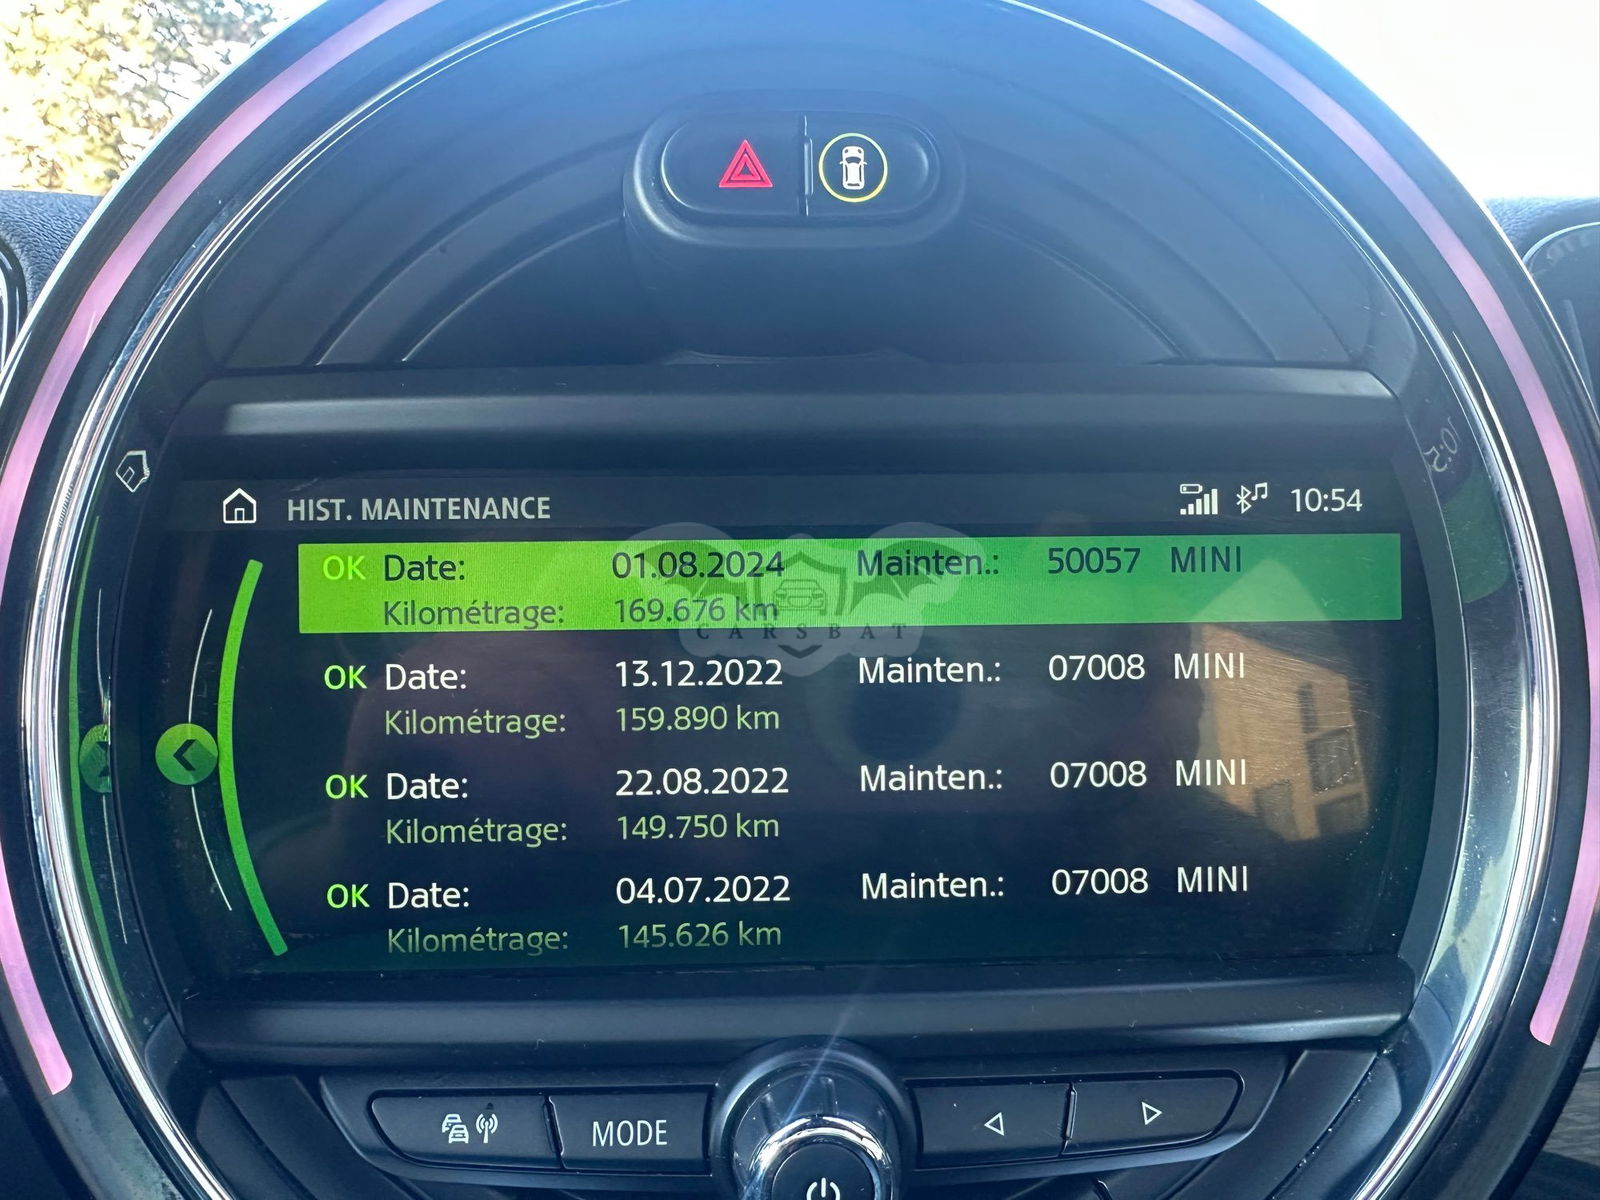 HIST. MAINTENANCE 10:54
OK Date: 01.08.2024 Mainten.: 50057 MINI
Kilométrage: 169.676 km
CARSBAT
OK Date: 13.12.2022 Mainten.: 07008 MINI
Kilométrage: 159.890 km
OK Date: 22.08.2022 Mainten.: 07008 MINI
Kilométrage: 149.750 km
OK Date: 04.07.2022 Mainten.: 07008 MINI
Kilométrage: 145.626 km
MODE